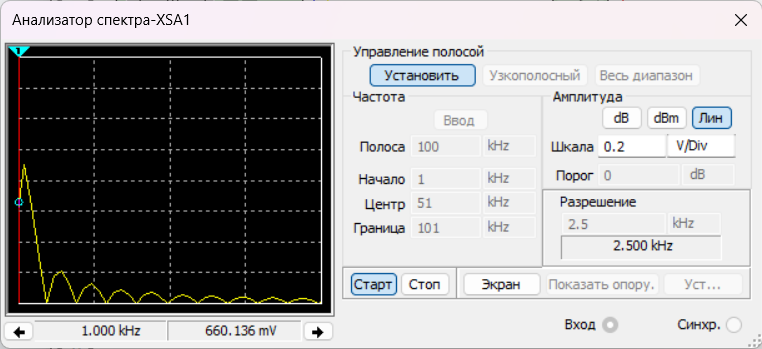 Анализатор спектра-XSA1
1
Управление полосой
Установить Узкополосный Весь диапазон
Частота
Ввод
Полоса 100 kHz
Начало 1 kHz
Центр 51 kHz
Граница 101 kHz
Амплитуда
dB dBm Лин
Шкала 0.2 V/Div
Порог 0 dB
Разрешение
2.5 kHz
2.500 kHz
Старт Стоп Экран Показать опору. Уст...
1.000 kHz 660.136 mV
Вход Синхр.